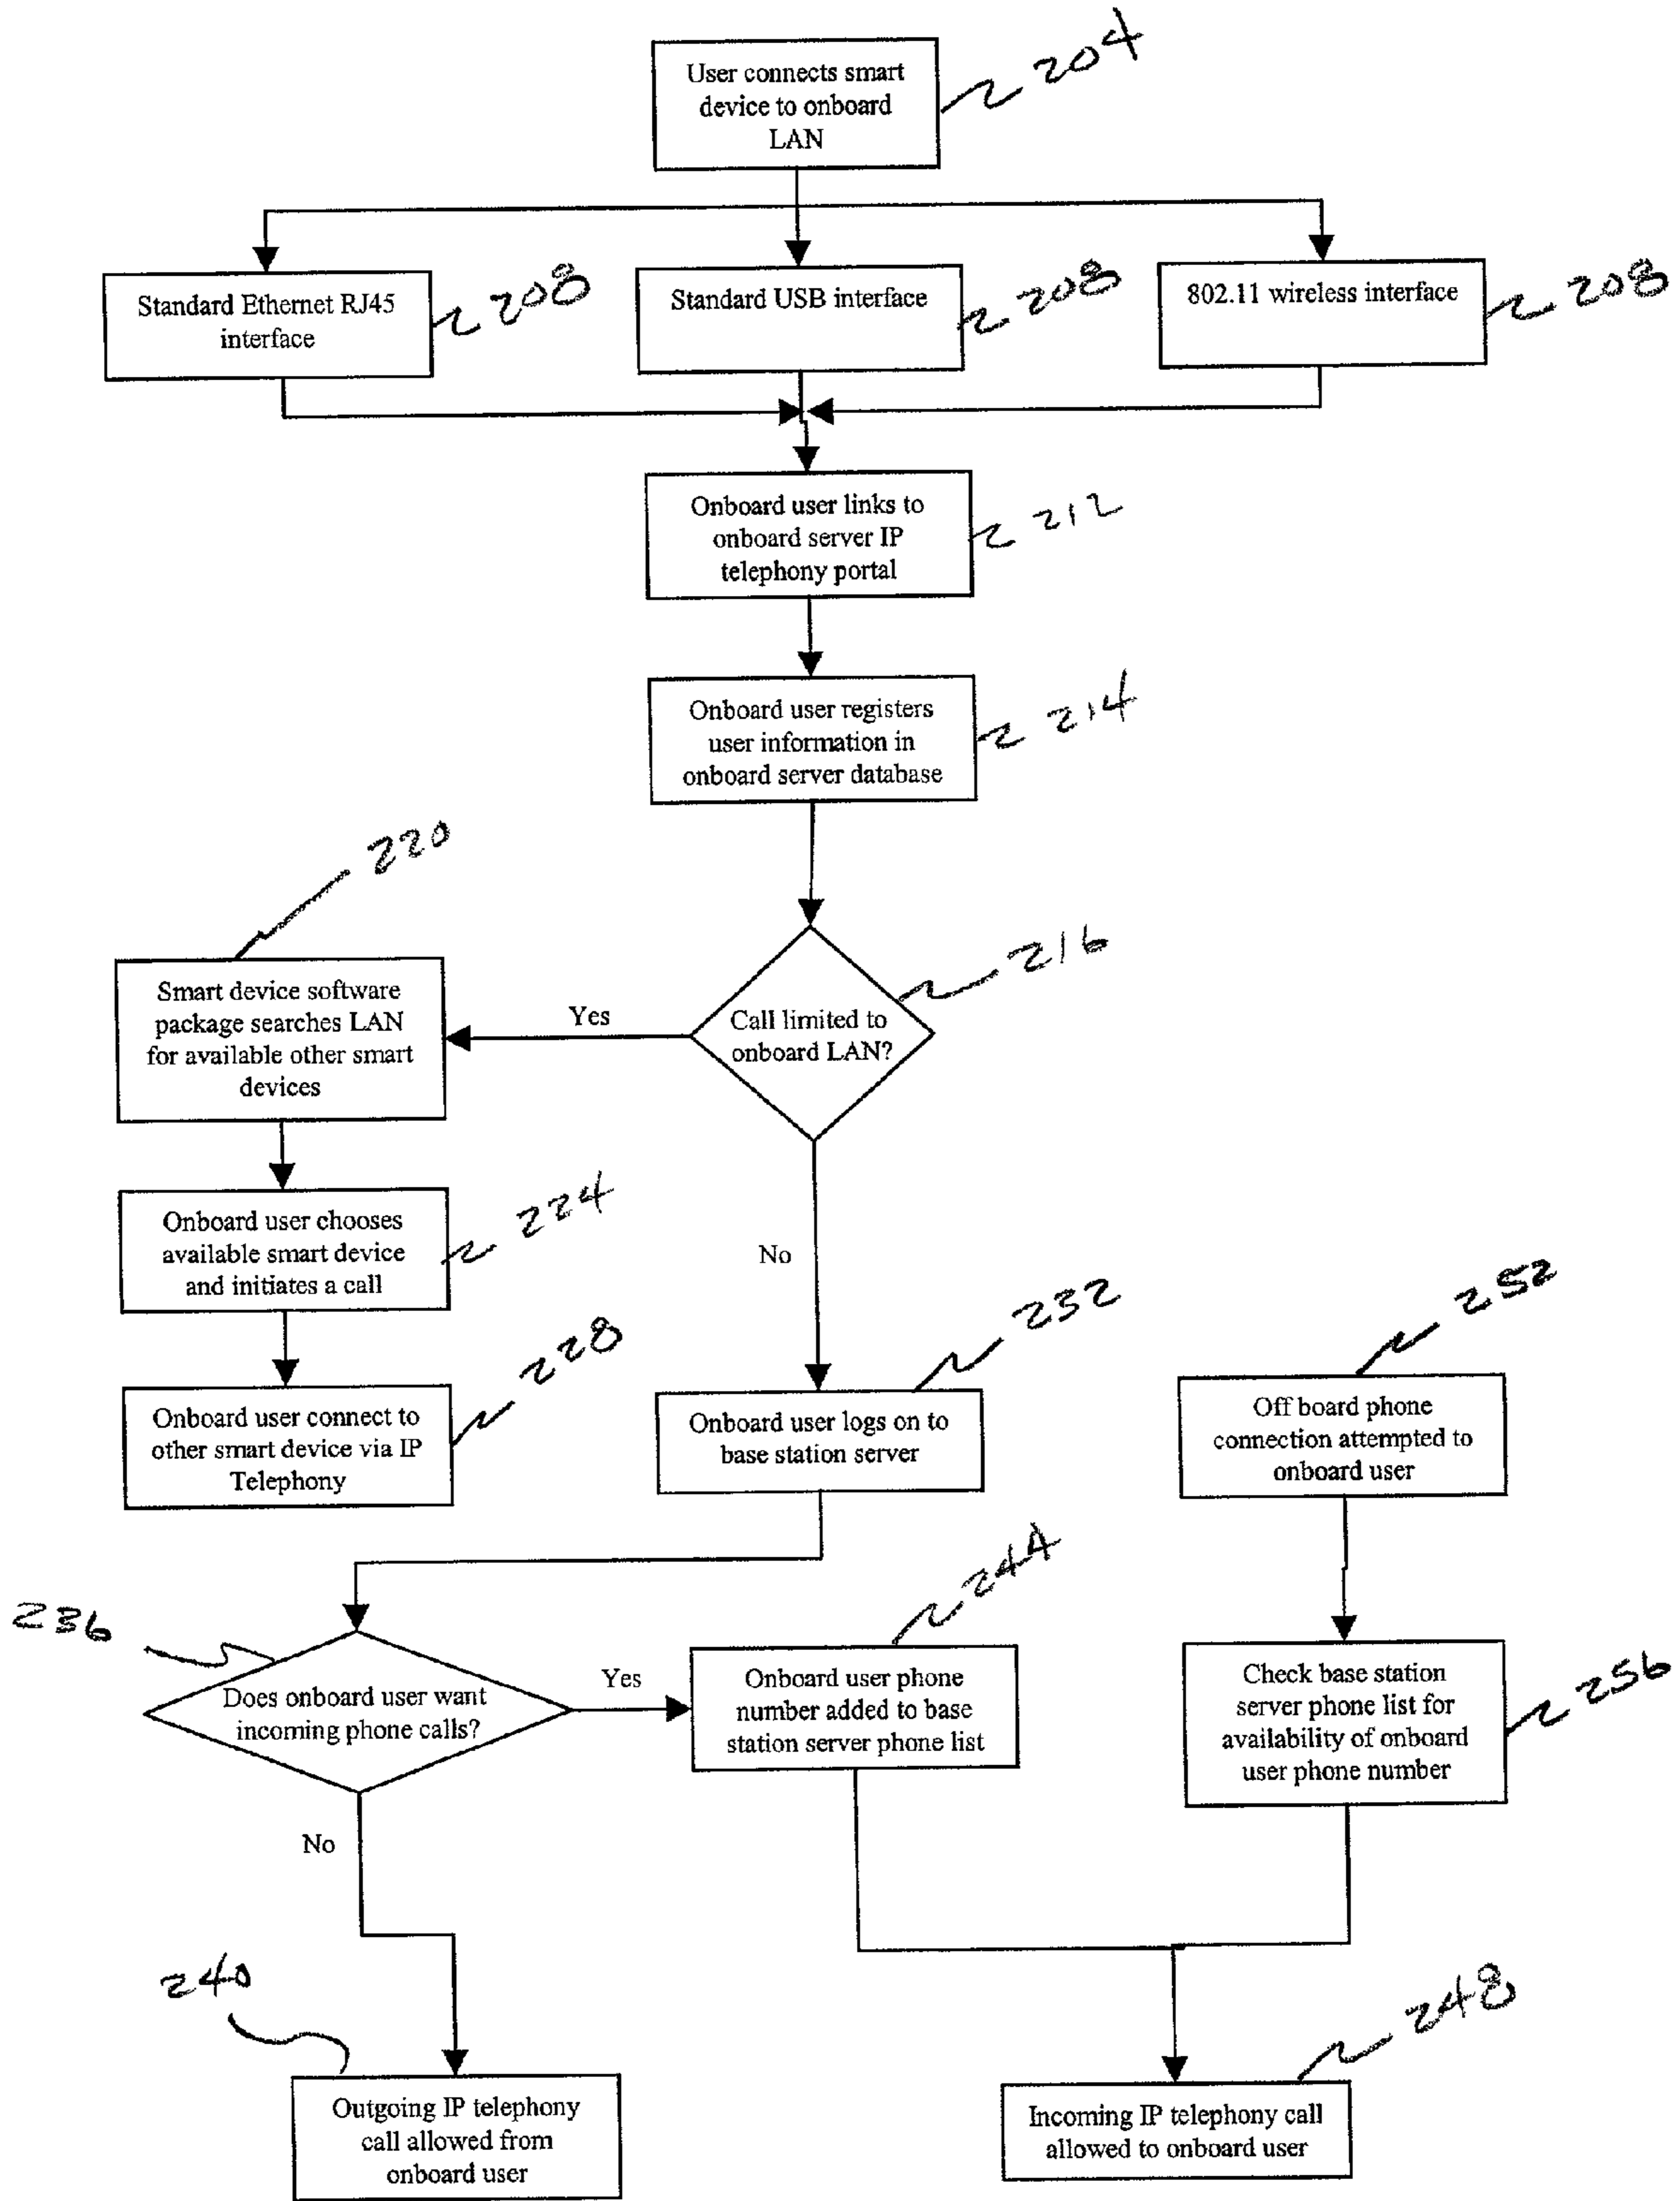 User connects smart
device to onboard
LAN
204
Standard Ethernet RJ45
interface
208
Standard USB interface
208
802.11 wireless interface
208
Onboard user links to
onboard server IP
telephony portal
212
Onboard user registers
user information in
onboard server database
214
220
Smart device software
package searches LAN
for available other smart
devices
Yes
Call limited to
onboard LAN?
216
Onboard user chooses
available smart device
and initiates a call
224
No
Onboard user connect to
other smart device via IP
Telephony
228
Onboard user logs on to
base station server
232
Off board phone
connection attempted to
onboard user
252
236
Does onboard user want
incoming phone calls?
Yes
Onboard user phone
number added to base
station server phone list
244
Check base station
server phone list for
availability of onboard
user phone number
256
No
240
Outgoing IP telephony
call allowed from
onboard user
Incoming IP telephony call
allowed to onboard user
248